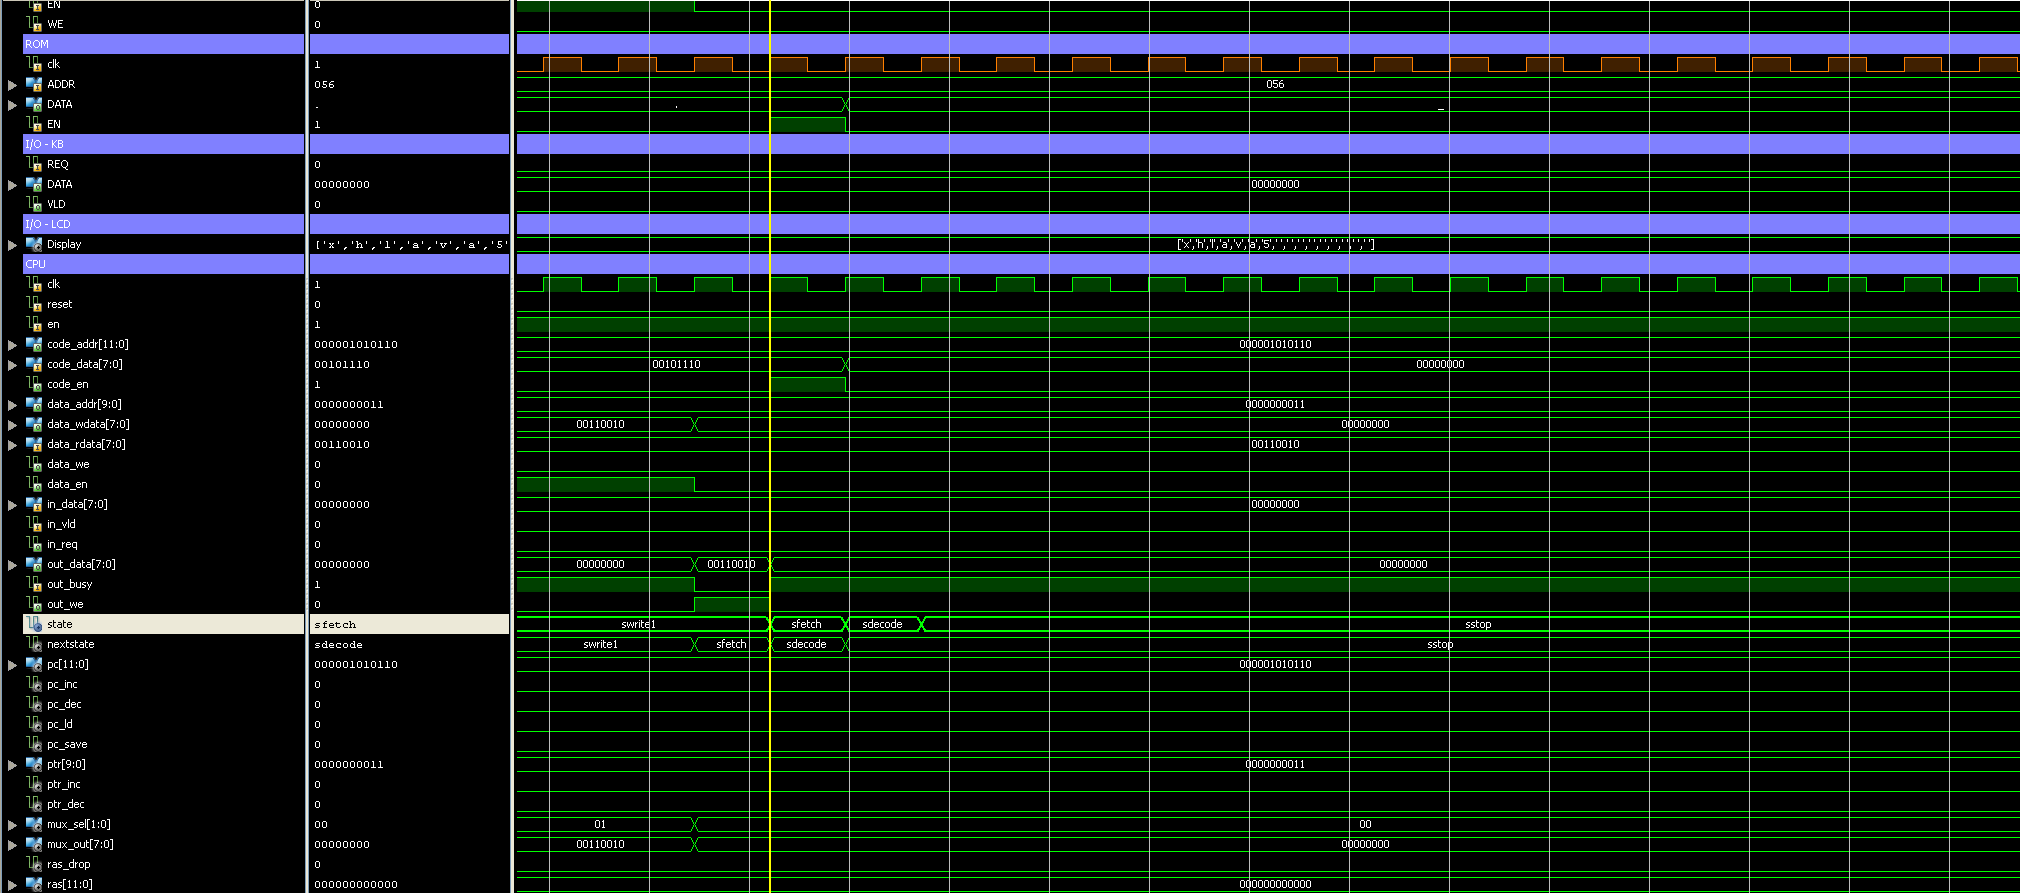 EN 0
WE 0
ROM
clk 1
ADDR 056 056
DATA . . _
EN 1
I/O - KB
REQ 0
DATA 00000000 00000000
VLD 0
I/O - LCD
Display ['x','h','l','a','v','a','5' ['x','h','l','a','v','a','5',' ',' ',' ',' ',' ',' ',' ',' ',' ']
CPU
clk 1
reset 0
en 1
code_addr[11:0] 000001010110 000001010110
code_data[7:0] 00101110 00101110 00000000
code_en 1
data_addr[9:0] 0000000011 0000000011
data_wdata[7:0] 00000000 00110010 00000000
data_rdata[7:0] 00110010 00110010
data_we 0
data_en 0
in_data[7:0] 00000000 00000000
in_vld 0
in_req 0
out_data[7:0] 00000000 00000000 00110010 00000000
out_busy 1
out_we 0
state sfetch swrite1 sfetch sdecode sstop
nextstate sdecode swrite1 sfetch sdecode sstop
pc[11:0] 000001010110 000001010110
pc_inc 0
pc_dec 0
pc_ld 0
pc_save 0
ptr[9:0] 0000000011 0000000011
ptr_inc 0
ptr_dec 0
mux_sel[1:0] 00 01 00
mux_out[7:0] 00000000 00110010 00000000
ras_drop 0
ras[11:0] 000000000000 000000000000